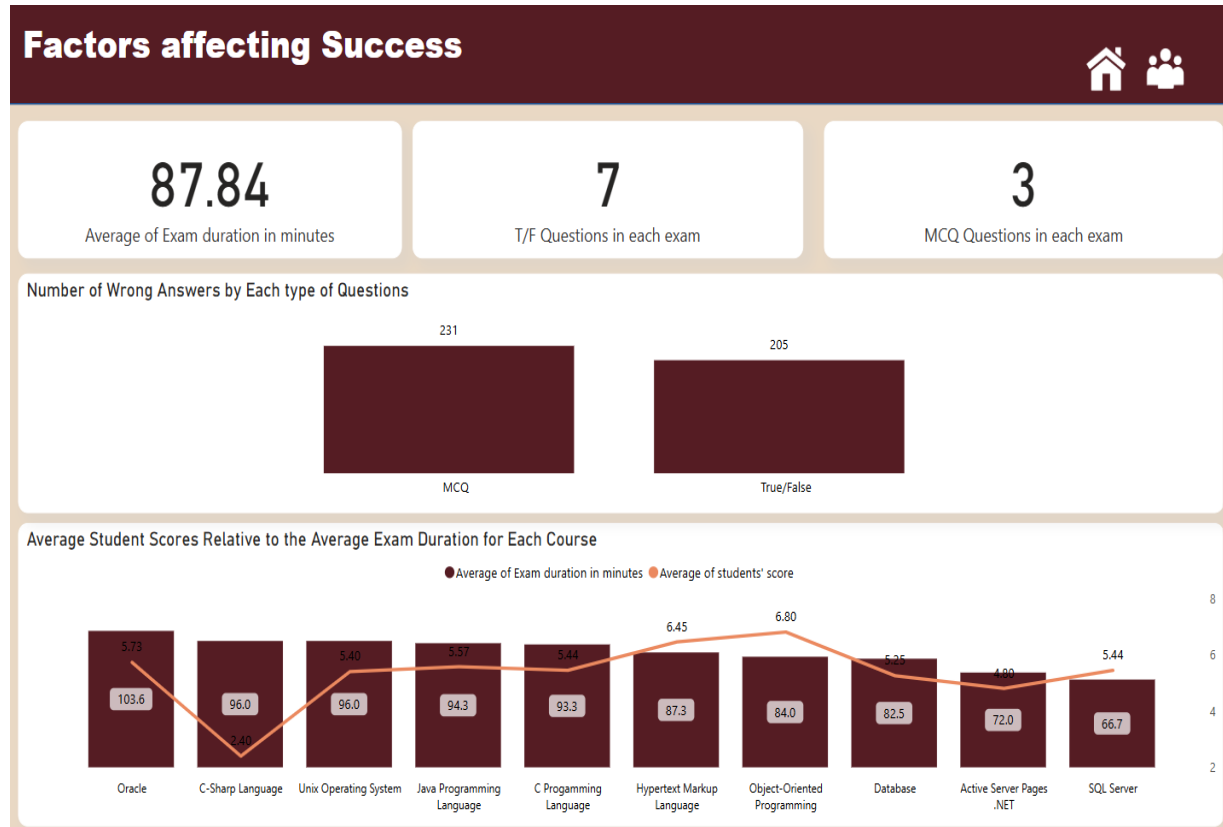 Factors affecting Success
87.84
Average of Exam duration in minutes
7
T/F Questions in each exam
3
MCQ Questions in each exam
Number of Wrong Answers by Each type of Questions
231
205
MCQ
True/False
Average Student Scores Relative to the Average Exam Duration for Each Course
Average of Exam duration in minutes Average of students' score
8
6
4
2
5.73
2.40
5.40
5.57
5.44
6.45
6.80
5.25
4.80
5.44
103.6
96.0
96.0
94.3
93.3
87.3
84.0
82.5
72.0
66.7
Oracle
C-Sharp Language
Unix Operating System
Java Programming
Language
C Progamming
Language
Hypertext Markup
Language
Object-Oriented
Programming
Database
Active Server Pages
.NET
SQL Server